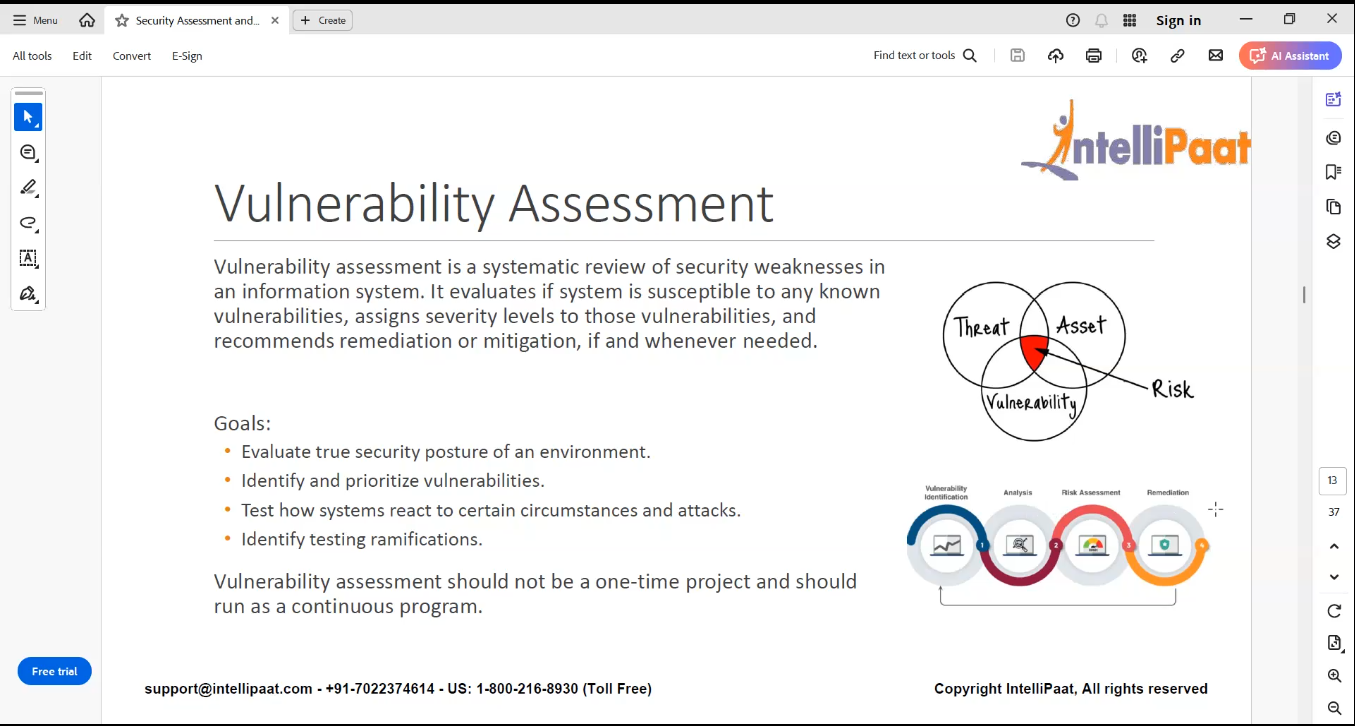 Menu
Security Assessment and...
Create
Sign in
All tools
Edit
Convert
E-Sign
Find text or tools
AI Assistant
IntelliPaat
Vulnerability Assessment
Vulnerability assessment is a systematic review of security weaknesses in
an information system. It evaluates if system is susceptible to any known
vulnerabilities, assigns severity levels to those vulnerabilities, and
recommends remediation or mitigation, if and whenever needed.
Threat
Asset
Vulnerability
Risk
Goals:
• Evaluate true security posture of an environment.
• Identify and prioritize vulnerabilities.
• Test how systems react to certain circumstances and attacks.
• Identify testing ramifications.
Vulnerability assessment should not be a one-time project and should
run as a continuous program.
Vulnerability
Identification
Analysis
Risk Assessment
Remediation
1
2
3
4
13
37
Free trial
support@intellipaat.com - +91-7022374614 - US: 1-800-216-8930 (Toll Free)
Copyright IntelliPaat, All rights reserved